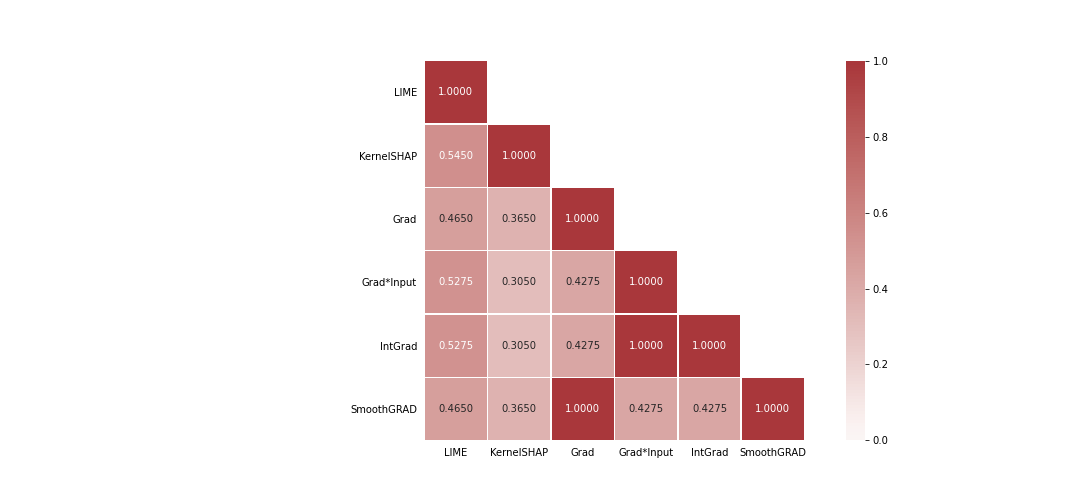 1.0
LIME 1.0000
0.8
KernelSHAP 0.5450 1.0000
0.6
Grad 0.4650 0.3650 1.0000
0.4
Grad*Input 0.5275 0.3050 0.4275 1.0000
IntGrad 0.5275 0.3050 0.4275 1.0000 1.0000
0.2
SmoothGRAD 0.4650 0.3650 1.0000 0.4275 0.4275 1.0000
0.0
LIME KernelSHAP Grad Grad*Input IntGrad SmoothGRAD